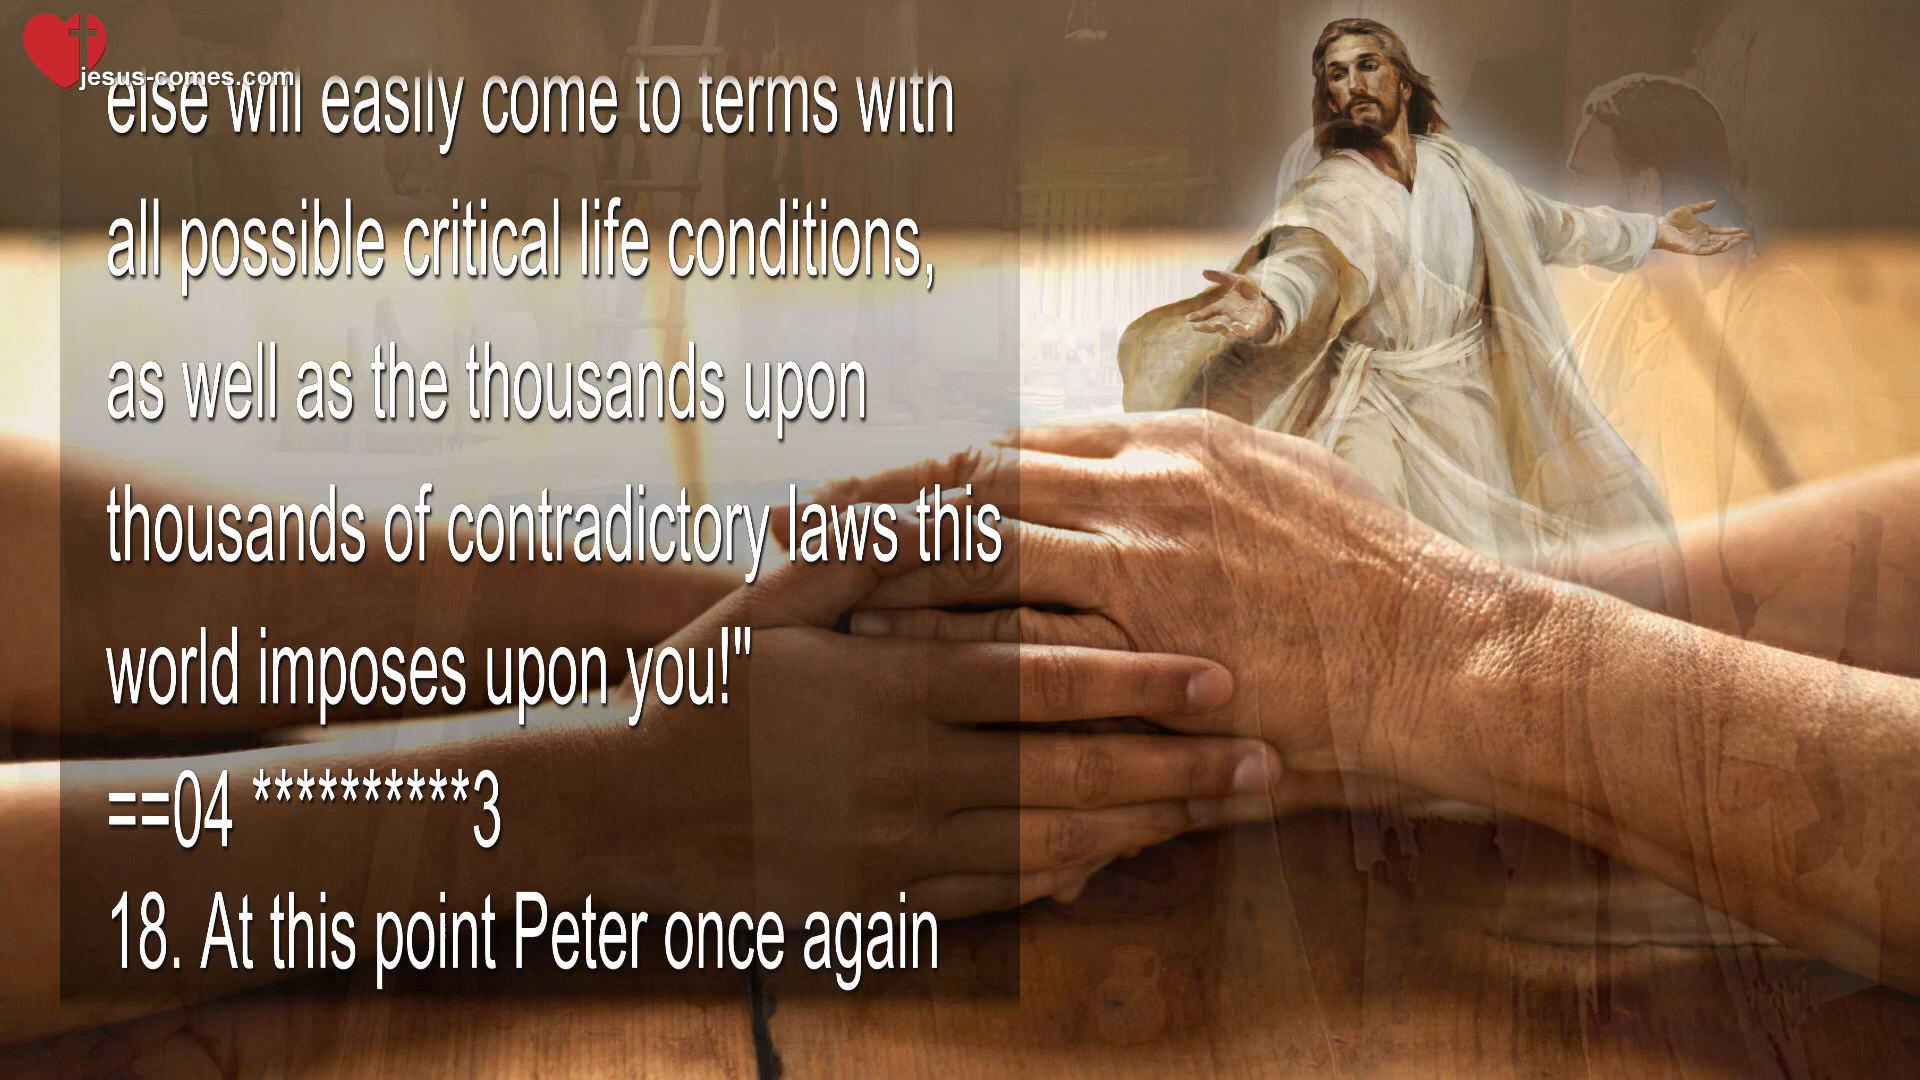 jesus-comes.com
else will easily come to terms with
all possible critical life conditions,
as well as the thousands upon
thousands of contradictory laws this
world imposes upon you!"
==04 **********3
18. At this point Peter once again